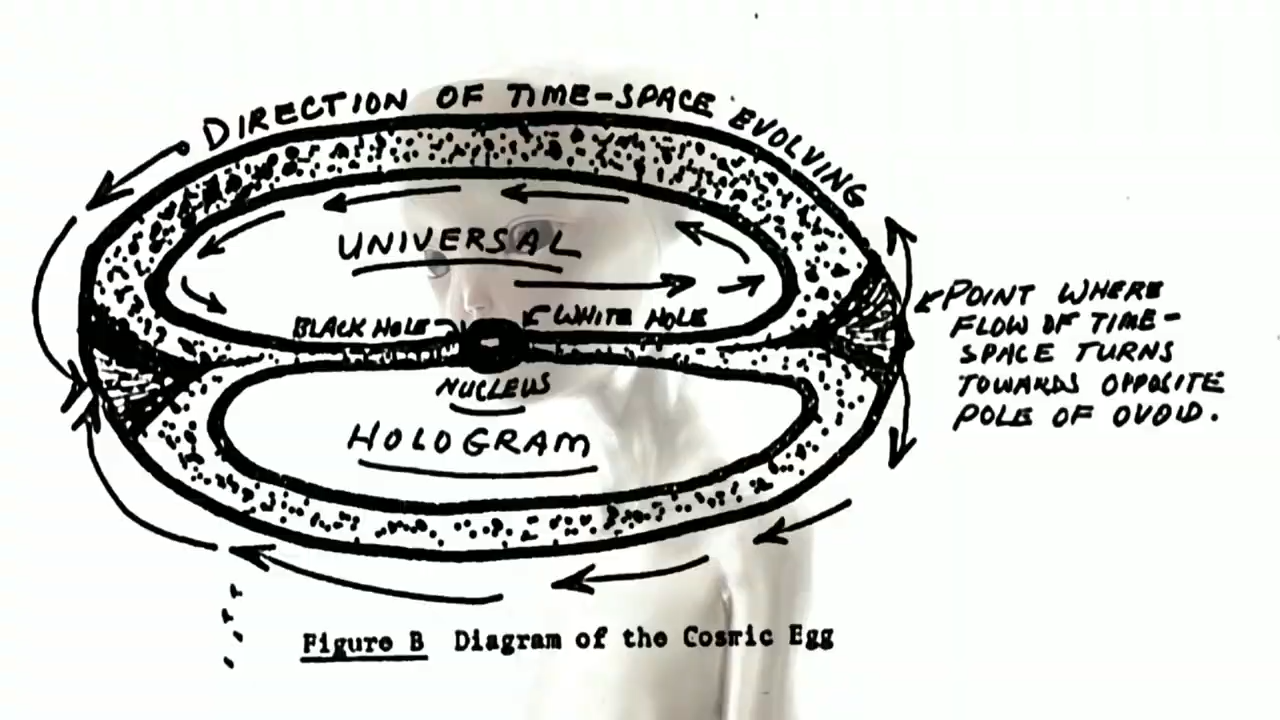 DIRECTION OF TIME-SPACE EVOLVING
UNIVERSAL
BLACK HOLE
WHITE HOLE
NUCLEUS
HOLOGRAM
POINT WHERE
FLOW OF TIME-
SPACE TURNS
TOWARDS OPPOSITE
POLE OF OVOID.
Figure B Diagram of the Cosmic Egg